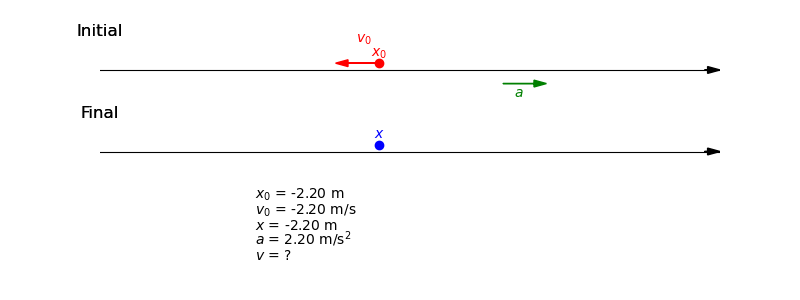 Initial
v₀
x₀
a
Final
x
x₀ = -2.20 m
v₀ = -2.20 m/s
x = -2.20 m
a = 2.20 m/s²
v = ?